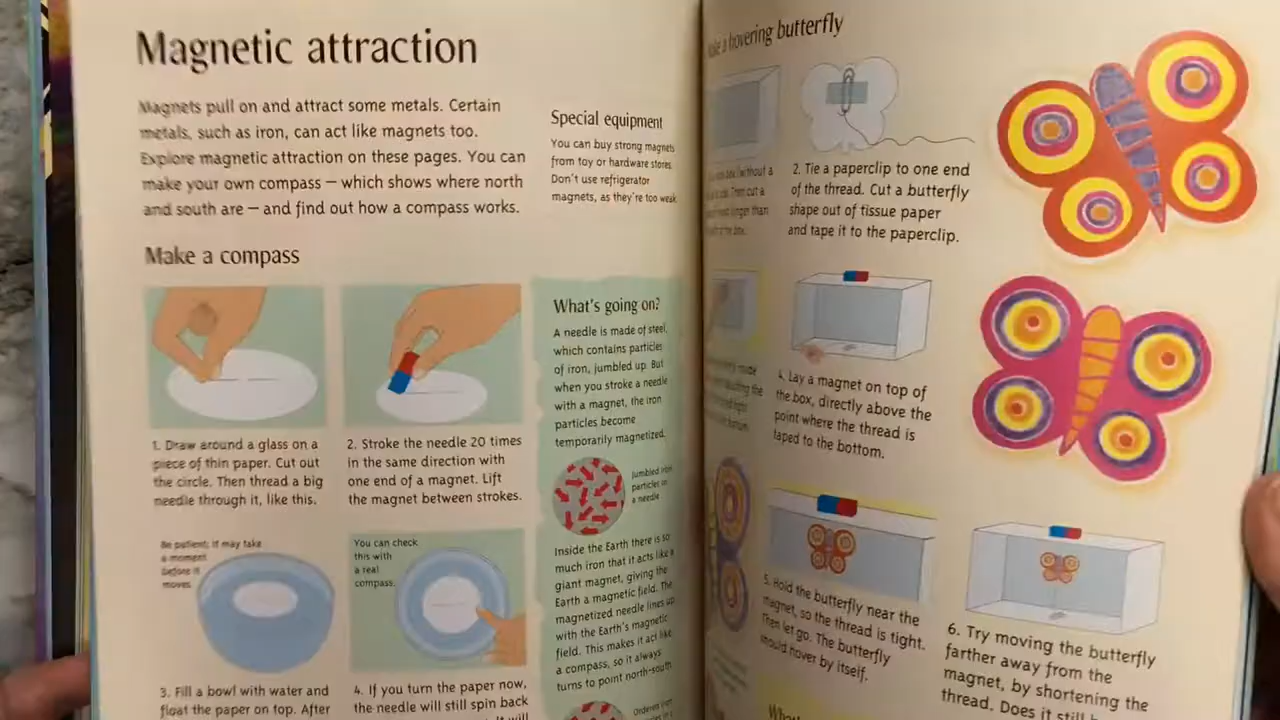 Magnetic attraction
Magnets pull on and attract some metals. Certain
metals, such as iron, can act like magnets too.
Explore magnetic attraction on these pages. You can
make your own compass – which shows where north
and south are – and find out how a compass works.
Special equipment
You can buy strong magnets
from toy or hardware stores.
Don't use refrigerator
magnets, as they're too weak
Make a compass
1. Draw around a glass on a
piece of thin paper. Cut out
the circle. Then thread a big
needle through it, like this.
2. Stroke the needle 20 times
in the same direction with
one end of a magnet. Lift
the magnet between strokes.
Be patient; it may take
a moment
before it
moves.
You can check
this with
a real
compass.
3. Fill a bowl with water and
float the paper on top. After
4. If you turn the paper now,
the needle will still spin back
will
What's going on?
A needle is made of steel,
which contains particles
of iron, jumbled up. But
when you stroke a needle
with a magnet, the iron
particles become
temporarily magnetized.
Jumbled iron
particles in
a needle
Inside the Earth there is so
much iron that it acts like a
giant magnet, giving the
Earth a magnetic field. The
magnetized needle lines up
with the Earth's magnetic
field. This makes it act like
a compass, so it always
turns to point north-south.
Ordered iron
a hovering butterfly
without a
Then cut a
longer than
2. Tie a paperclip to one end
of the thread. Cut a butterfly
shape out of tissue paper
and tape it to the paperclip.
4. Lay a magnet on top of
the box, directly above the
point where the thread is
taped to the bottom.
5. Hold the butterfly near the
magnet, so the thread is tight.
Then let go. The butterfly
should hover by itself.
6. Try moving the butterfly
farther away from the
magnet, by shortening the
thread. Does it still